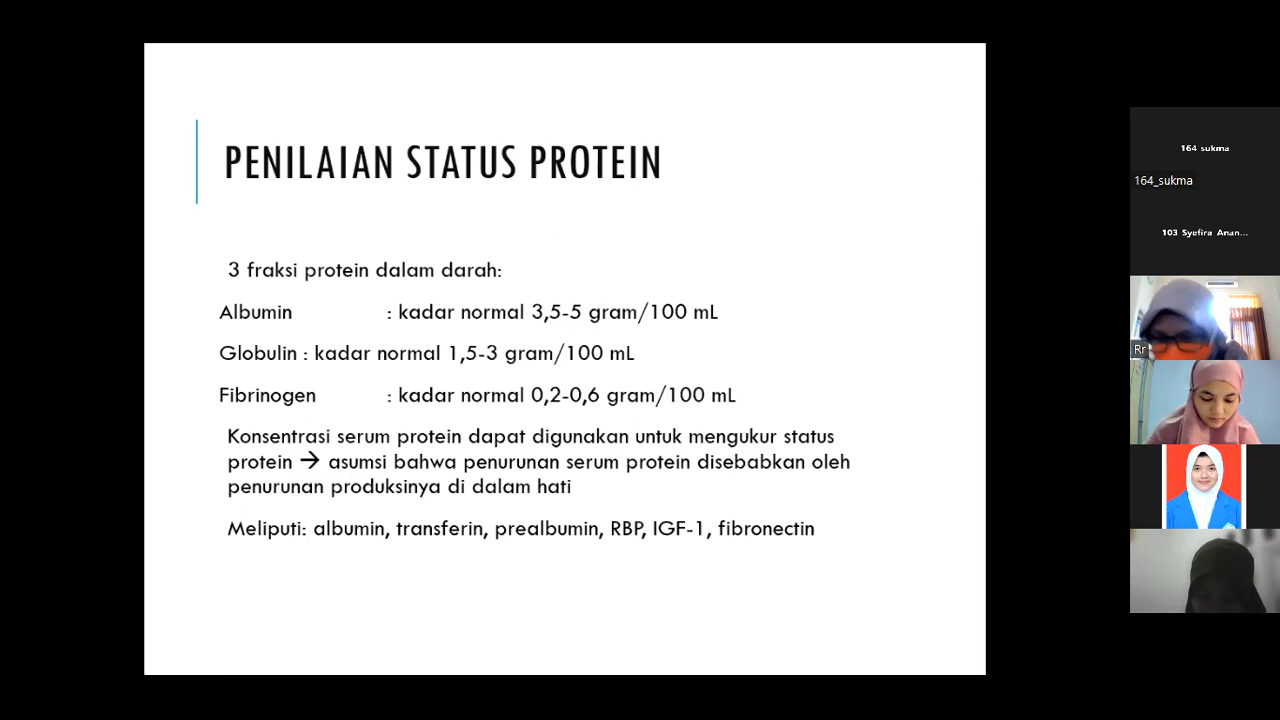 PENILAIAN STATUS PROTEIN
3 fraksi protein dalam darah:
Albumin : kadar normal 3,5-5 gram/100 mL
Globulin : kadar normal 1,5-3 gram/100 mL
Fibrinogen : kadar normal 0,2-0,6 gram/100 mL
Konsentrasi serum protein dapat digunakan untuk mengukur status
protein → asumsi bahwa penurunan serum protein disebabkan oleh
penurunan produksinya di dalam hati
Meliputi: albumin, transferin, prealbumin, RBP, IGF-1, fibronectin
164 sukma
164_sukma
103 Syefira Anan...
Rr